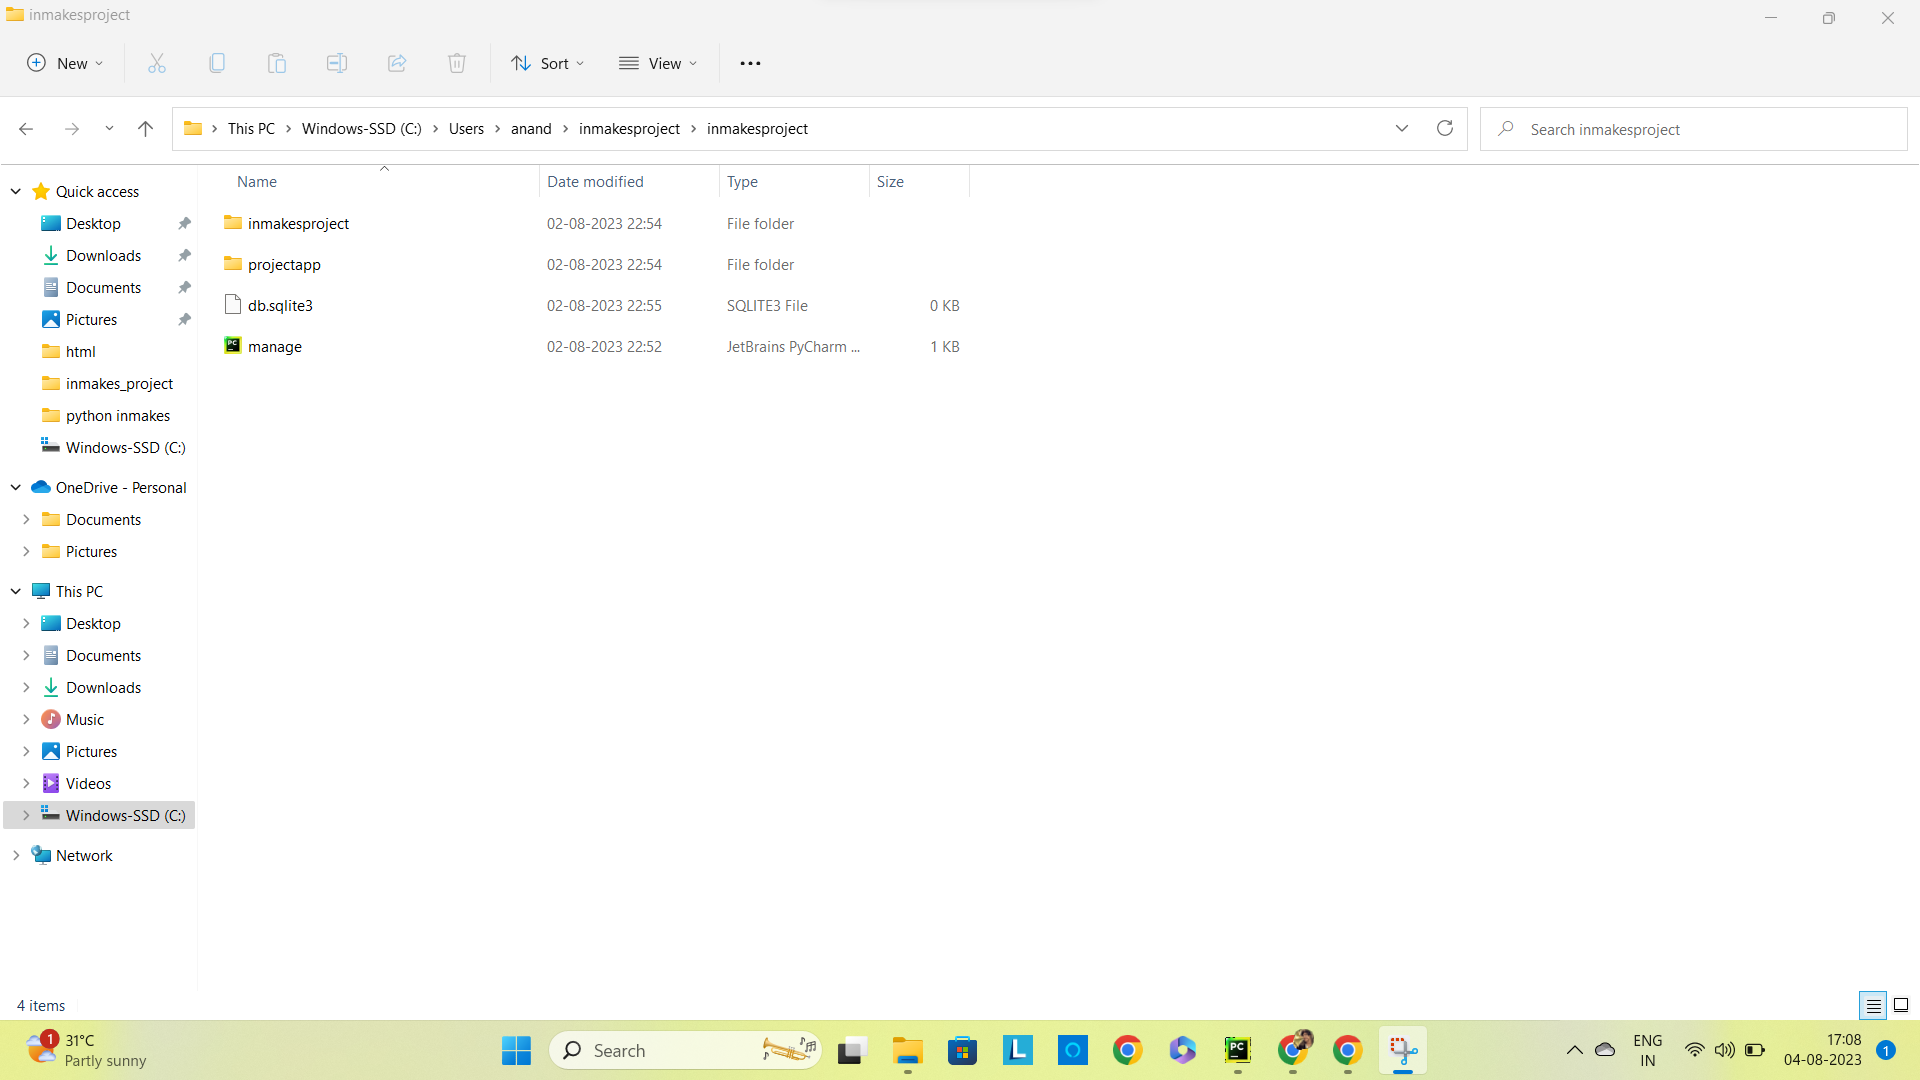 inmakesproject
New
Sort
View
This PC > Windows-SSD (C:) > Users > anand > inmakesproject > inmakesproject
Search inmakesproject
Name Date modified Type Size
inmakesproject 02-08-2023 22:54 File folder
projectapp 02-08-2023 22:54 File folder
db.sqlite3 02-08-2023 22:55 SQLITE3 File 0 KB
manage 02-08-2023 22:52 JetBrains PyCharm ... 1 KB
Quick access
Desktop
Downloads
Documents
Pictures
html
inmakes_project
python inmakes
Windows-SSD (C:)
OneDrive - Personal
Documents
Pictures
This PC
Desktop
Documents
Downloads
Music
Pictures
Videos
Windows-SSD (C:)
Network
4 items
1
31°C
Partly sunny
Search
L
PC
PC
ENG
IN
17:08
04-08-2023
1